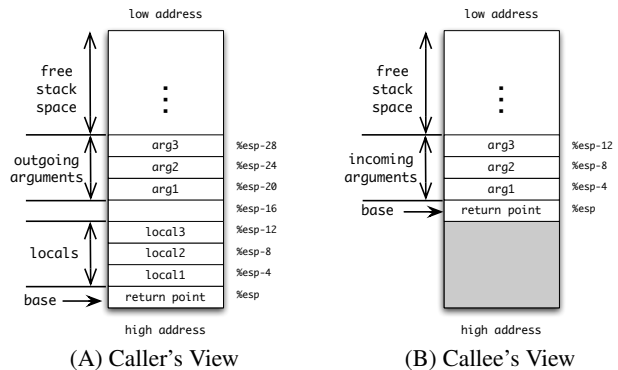 low address
free
stack
space
arg3 %esp-28
outgoing arg2 %esp-24
arguments arg1 %esp-20
%esp-16
local3 %esp-12
locals local2 %esp-8
local1 %esp-4
base return point %esp
high address
(A) Caller's View
low address
free
stack
space
arg3 %esp-12
incoming arg2 %esp-8
arguments arg1 %esp-4
base return point %esp
high address
(B) Callee's View